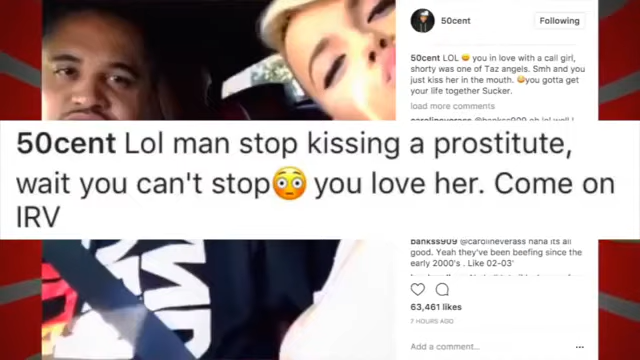 50cent
Following
50cent LOL 😄 you in love with a call girl,
shorty was one of Taz angels. Smh and you
just kiss her in the mouth. 😳you gotta get
your life together Sucker.
load more comments
50cent Lol man stop kissing a prostitute,
wait you can't stop😳 you love her. Come on
IRV
bankss909 @carolineverass haha its all
good. Yeah they've been beefing since the
early 2000's . Like 02-03'
63,461 likes
7 HOURS AGO
Add a comment...